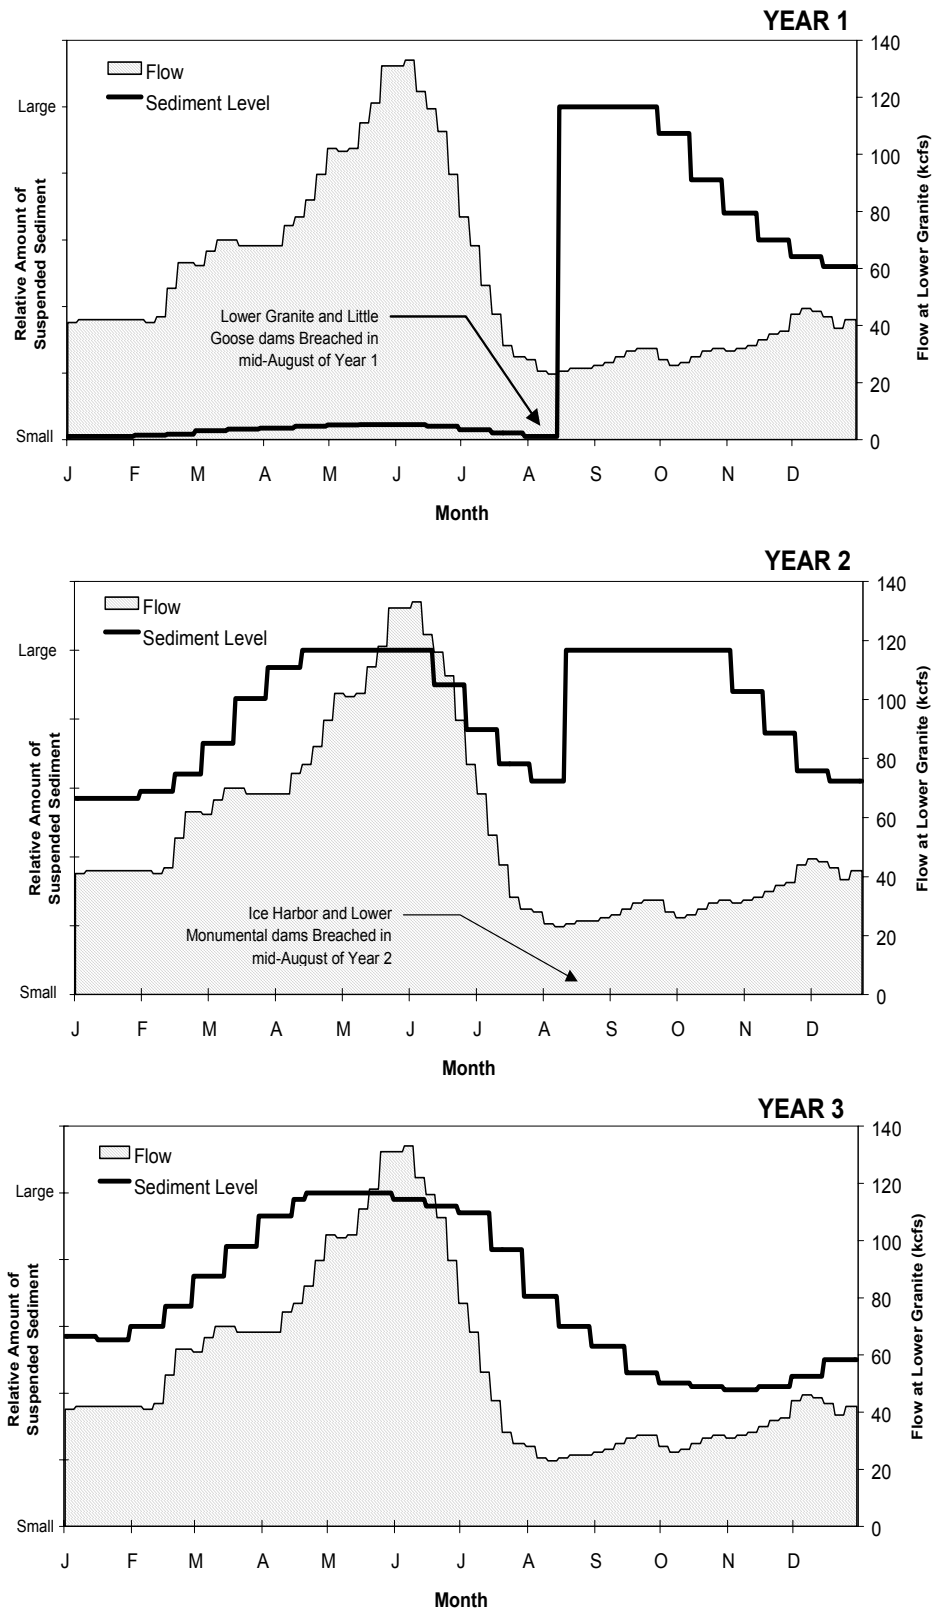 YEAR 1
Flow
Sediment Level
Large
Small
Relative Amount of
Suspended Sediment
140
120
100
80
60
40
20
0
Flow at Lower Granite (kcfs)
Lower Granite and Little
Goose dams Breached in
mid-August of Year 1
J F M A M J J A S O N D
Month
YEAR 2
Flow
Sediment Level
Large
Small
Relative Amount of
Suspended Sediment
140
120
100
80
60
40
20
0
Flow at Lower Granite (kcfs)
Ice Harbor and Lower
Monumental dams Breached in
mid-August of Year 2
J F M A M J J A S O N D
Month
YEAR 3
Flow
Sediment Level
Large
Small
Relative Amount of
Suspended Sediment
140
120
100
80
60
40
20
0
Flow at Lower Granite (kcfs)
J F M A M J J A S O N D
Month